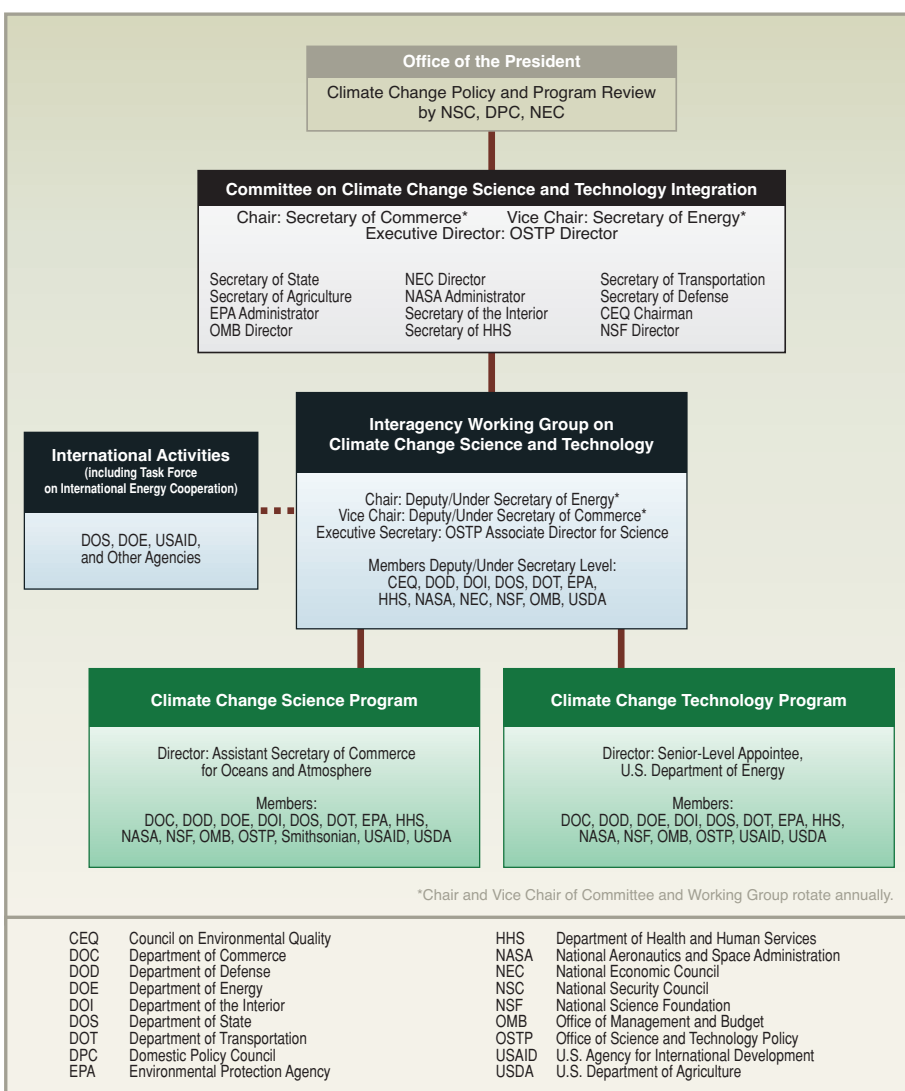 Office of the President
Climate Change Policy and Program Review
by NSC, DPC, NEC
Committee on Climate Change Science and Technology Integration
Chair: Secretary of Commerce* Vice Chair: Secretary of Energy*
Executive Director: OSTP Director
Secretary of State
Secretary of Agriculture
EPA Administrator
OMB Director
NEC Director
NASA Administrator
Secretary of the Interior
Secretary of HHS
Secretary of Transportation
Secretary of Defense
CEQ Chairman
NSF Director
International Activities
(including Task Force
on International Energy Cooperation)
DOS, DOE, USAID,
and Other Agencies
Interagency Working Group on
Climate Change Science and Technology
Chair: Deputy/Under Secretary of Energy*
Vice Chair: Deputy/Under Secretary of Commerce*
Executive Secretary: OSTP Associate Director for Science
Members Deputy/Under Secretary Level:
CEQ, DOD, DOI, DOS, DOT, EPA,
HHS, NASA, NEC, NSF, OMB, USDA
Climate Change Science Program
Director: Assistant Secretary of Commerce
for Oceans and Atmosphere
Members:
DOC, DOD, DOE, DOI, DOS, DOT, EPA, HHS,
NASA, NSF, OMB, OSTP, Smithsonian, USAID, USDA
Climate Change Technology Program
Director: Senior-Level Appointee,
U.S. Department of Energy
Members:
DOC, DOD, DOE, DOI, DOS, DOT, EPA, HHS,
NASA, NSF, OMB, OSTP, USAID, USDA
*Chair and Vice Chair of Committee and Working Group rotate annually.
CEQ Council on Environmental Quality
DOC Department of Commerce
DOD Department of Defense
DOE Department of Energy
DOI Department of the Interior
DOS Department of State
DOT Department of Transportation
DPC Domestic Policy Council
EPA Environmental Protection Agency
HHS Department of Health and Human Services
NASA National Aeronautics and Space Administration
NEC National Economic Council
NSC National Security Council
NSF National Science Foundation
OMB Office of Management and Budget
OSTP Office of Science and Technology Policy
USAID U.S. Agency for International Development
USDA U.S. Department of Agriculture